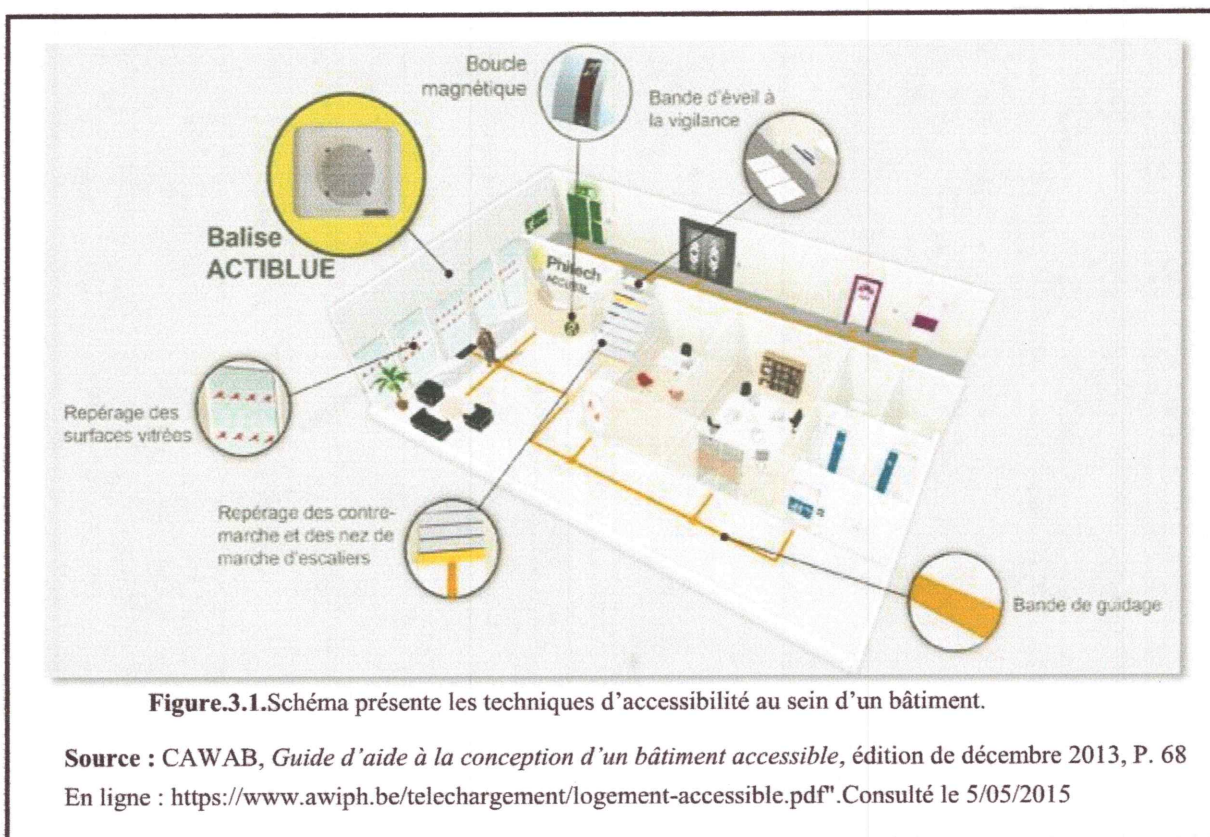 Boucle
magnétique
Bande d'éveil à
la vigilance
Balise
ACTIBLUE
Philtech
ACCUEIL
Repérage des
surfaces vitrées
Repérage des contre-
marche et des nez de
marche d'escaliers
Bande de guidage
Figure.3.1.Schéma présente les techniques d'accessibilité au sein d'un bâtiment.
Source : CAWAB, Guide d'aide à la conception d'un bâtiment accessible, édition de décembre 2013, P. 68
En ligne : https://www.awiph.be/telechargement/logement-accessible.pdf".Consulté le 5/05/2015